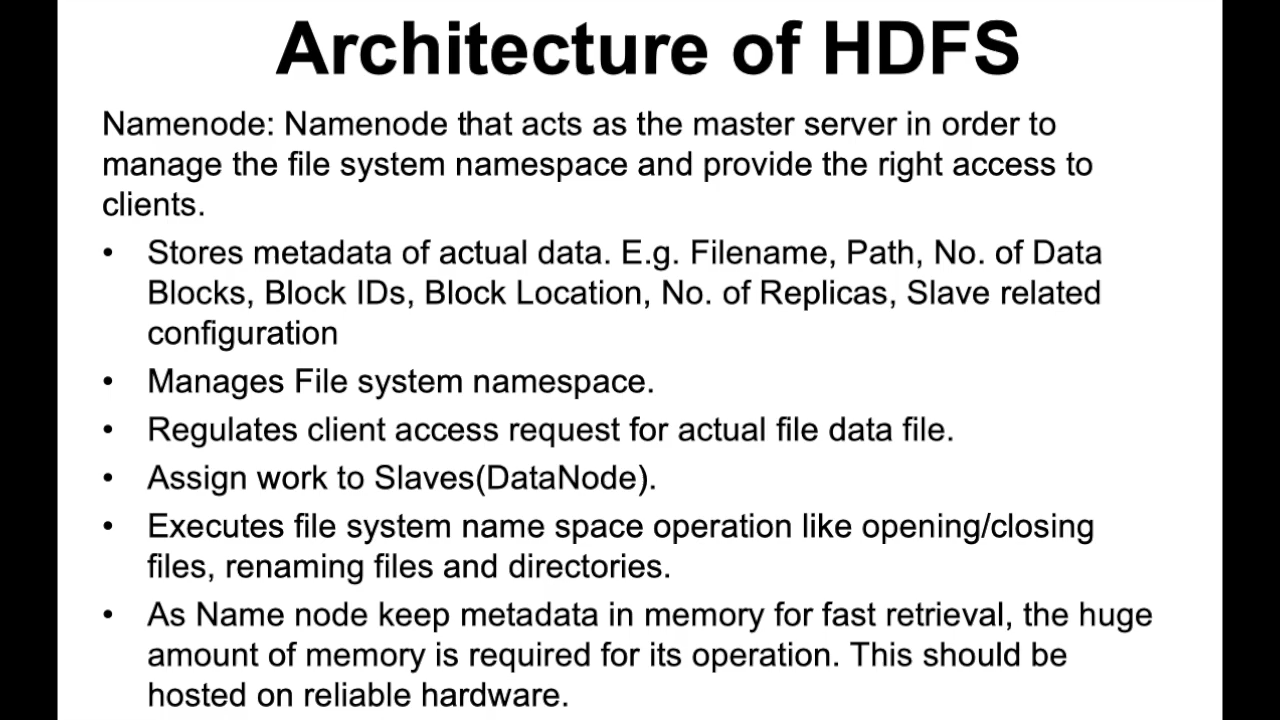 Architecture of HDFS
Namenode: Namenode that acts as the master server in order to
manage the file system namespace and provide the right access to
clients.
• Stores metadata of actual data. E.g. Filename, Path, No. of Data
Blocks, Block IDs, Block Location, No. of Replicas, Slave related
configuration
• Manages File system namespace.
• Regulates client access request for actual file data file.
• Assign work to Slaves(DataNode).
• Executes file system name space operation like opening/closing
files, renaming files and directories.
• As Name node keep metadata in memory for fast retrieval, the huge
amount of memory is required for its operation. This should be
hosted on reliable hardware.